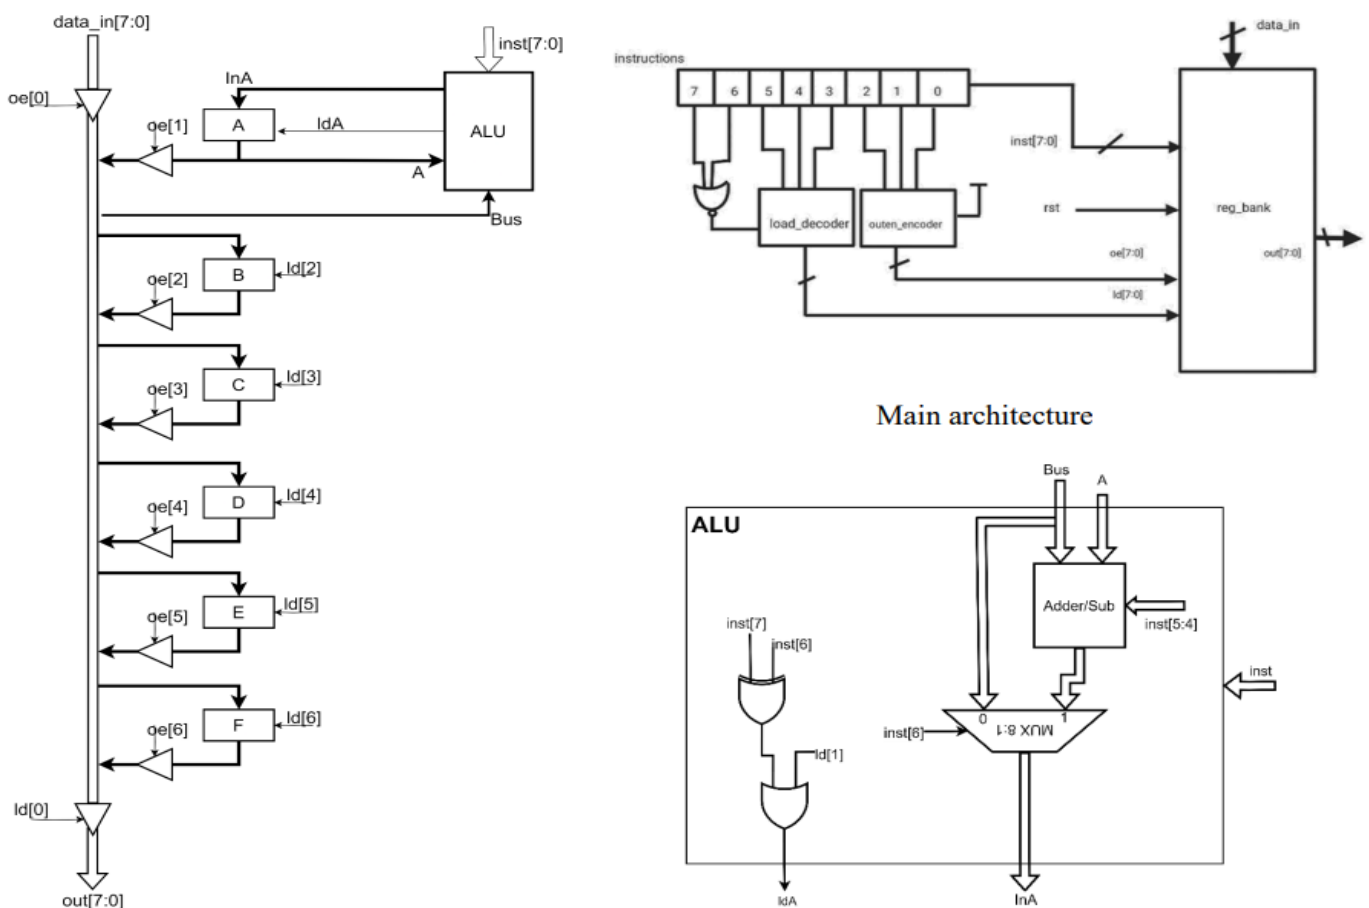 data_in[7:0]
inst[7:0]
InA
oe[0]
oe[1]
A
ldA
ALU
A
Bus
B
ld[2]
oe[2]
C
ld[3]
oe[3]
D
ld[4]
oe[4]
E
ld[5]
oe[5]
F
ld[6]
oe[6]
ld[0]
out[7:0]
data_in
instructions
7 6 5 4 3 2 1 0
inst[7:0]
load_decoder
outen_encoder
rst
reg_bank
oe[7:0]
out[7:0]
ld[7:0]
Main architecture
Bus
A
ALU
Adder/Sub
inst[5:4]
inst[7]
inst[6]
inst
0 1
MUX 8:1
inst[6]
ld[1]
ldA
InA